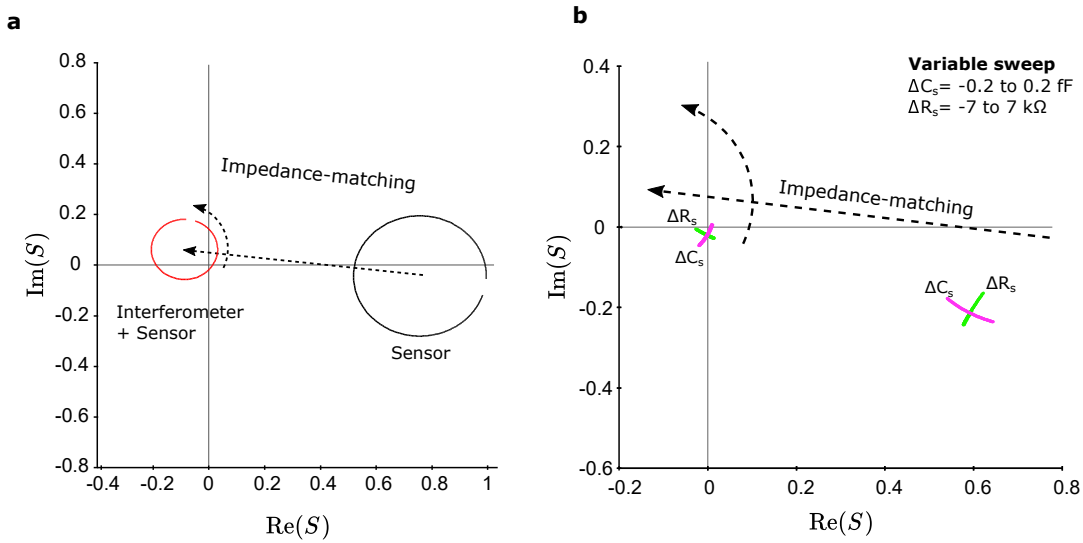 a
0.8
0.6
0.4
0.2
0
-0.2
-0.4
-0.6
-0.8
-0.4
-0.2
0
0.2
0.4
0.6
0.8
1
Im(S)
Re(S)
Impedance-matching
Interferometer
+ Sensor
Sensor
b
Variable sweep
ΔCₛ= -0.2 to 0.2 fF
ΔRₛ= -7 to 7 kΩ
0.4
0.2
0
-0.2
-0.4
-0.6
-0.2
0
0.2
0.4
0.6
0.8
Im(S)
Re(S)
Impedance-matching
ΔRₛ
ΔCₛ
ΔCₛ
ΔRₛ